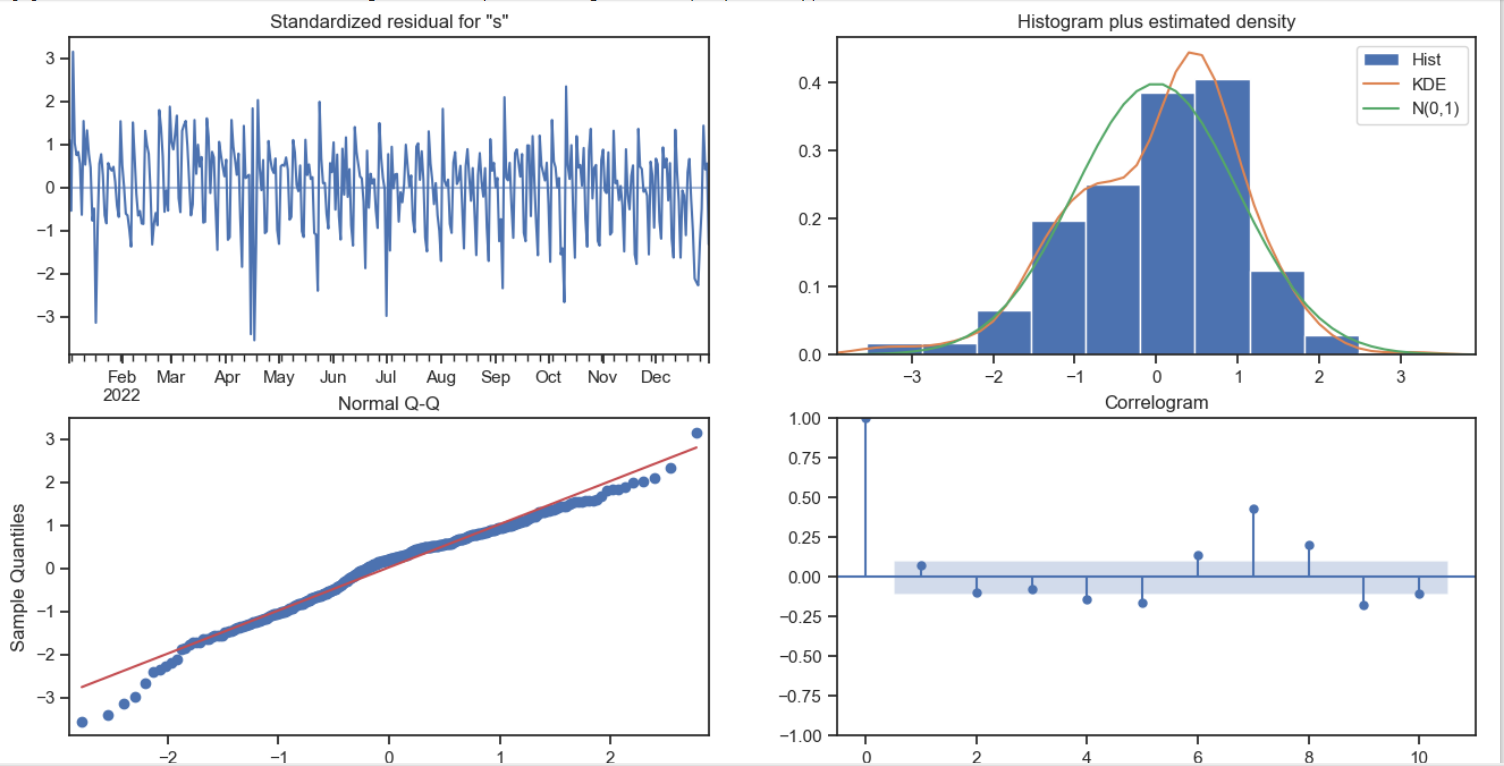 Standardized residual for "s"
3
2
1
0
−1
−2
−3
Feb Mar Apr May Jun Jul Aug Sep Oct Nov Dec
2022
Histogram plus estimated density
Hist
KDE
N(0,1)
0.4
0.3
0.2
0.1
0.0
−3 −2 −1 0 1 2 3
Normal Q-Q
Sample Quantiles
3
2
1
0
−1
−2
−3
−2 −1 0 1 2
Correlogram
1.00
0.75
0.50
0.25
0.00
−0.25
−0.50
−0.75
−1.00
0 2 4 6 8 10